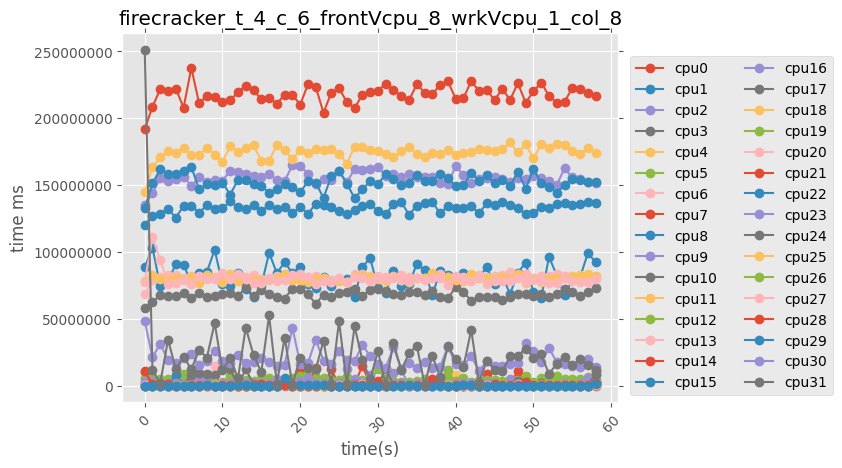 firecracker_t_4_c_6_frontVcpu_8_wrkVcpu_1_col_8
250000000
200000000
150000000
100000000
50000000
0
time ms
0
10
20
30
40
50
60
time(s)
cpu0
cpu1
cpu2
cpu3
cpu4
cpu5
cpu6
cpu7
cpu8
cpu9
cpu10
cpu11
cpu12
cpu13
cpu14
cpu15
cpu16
cpu17
cpu18
cpu19
cpu20
cpu21
cpu22
cpu23
cpu24
cpu25
cpu26
cpu27
cpu28
cpu29
cpu30
cpu31